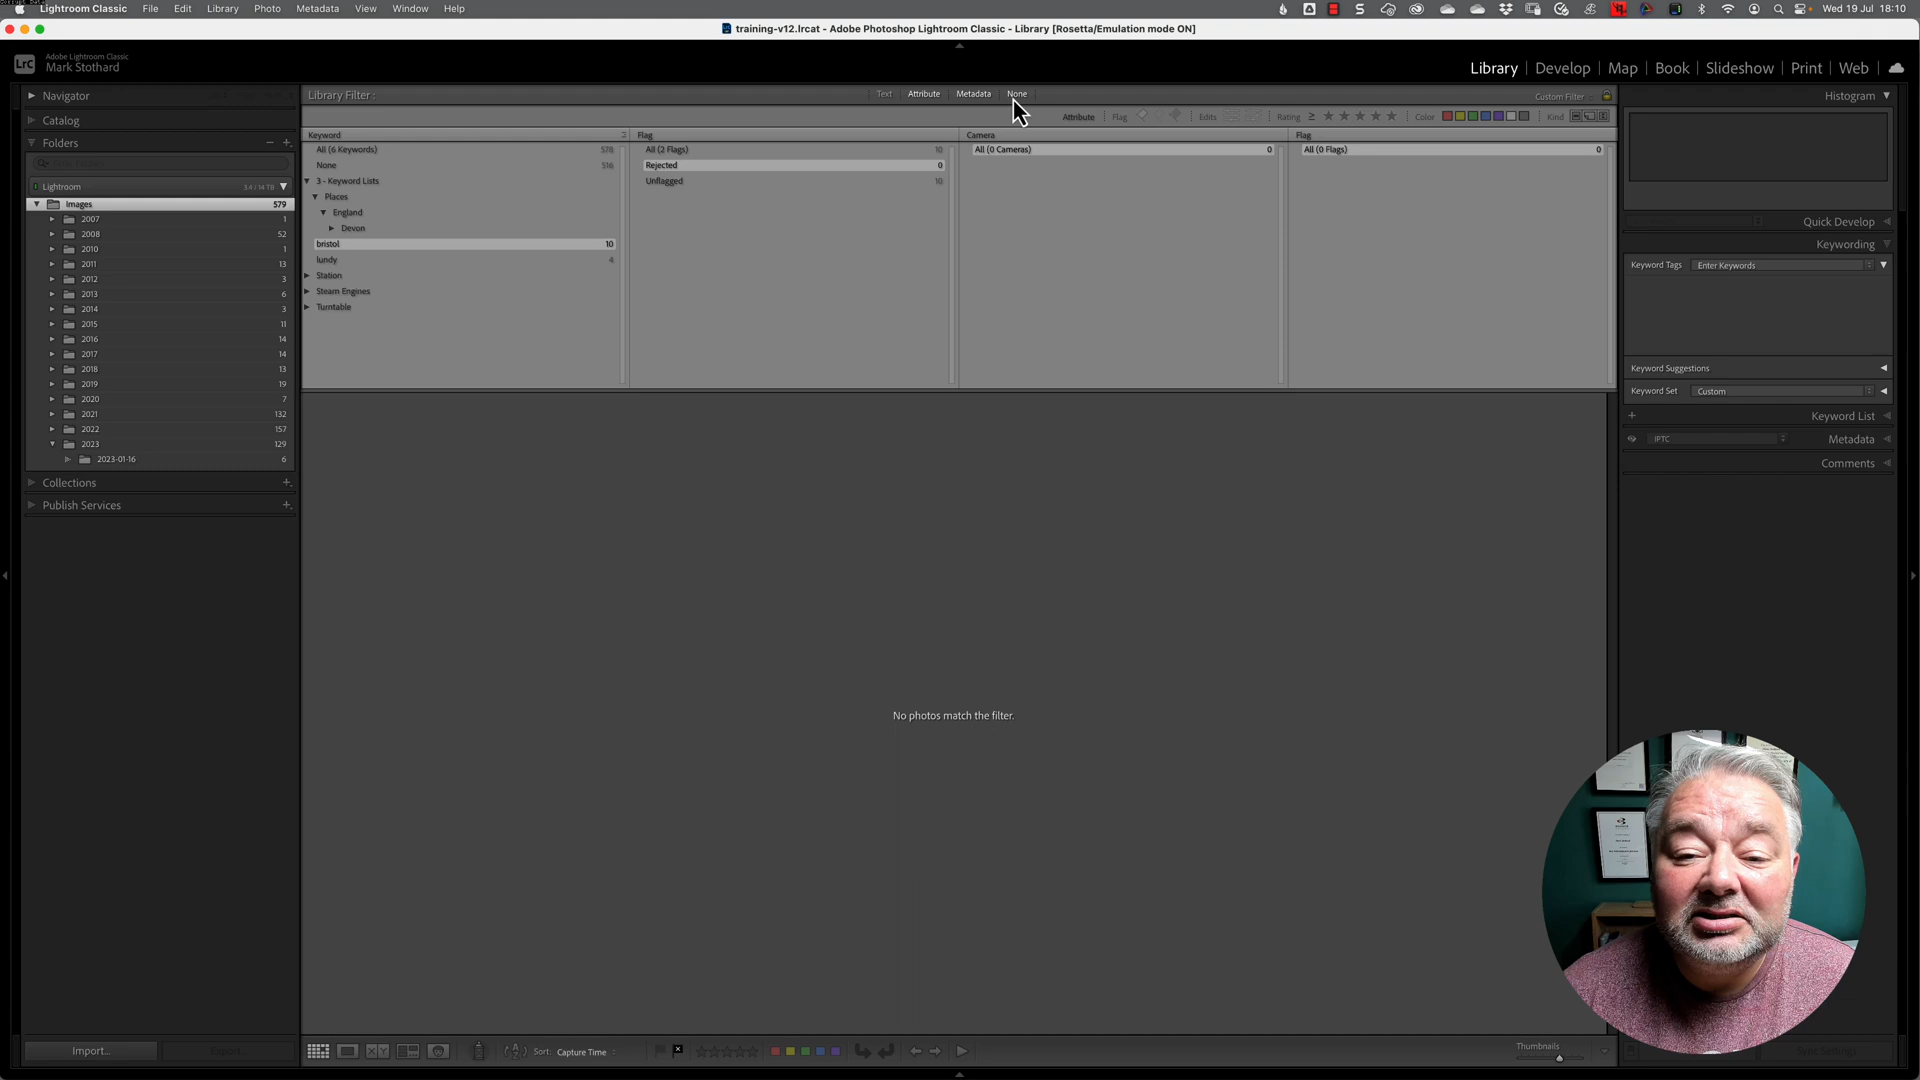 Lightroom Classic File Edit Library Photo Metadata View Window Help
Wed 19 Jul 18:10
training-v12.lrcat - Adobe Photoshop Lightroom Classic - Library [Rosetta/Emulation mode ON]
LrC
Adobe Lightroom Classic
Mark Stothard
Library | Develop | Map | Book | Slideshow | Print | Web
Navigator
Catalog
Folders
Lightroom 3.4 / 14 TB
Images 579
2007 1
2008 52
2010 1
2011 13
2012 3
2013 6
2014 3
2015 11
2016 14
2017 14
2018 13
2019 19
2020 7
2021 132
2022 157
2023 129
2023-01-16 6
Collections
Publish Services
Import...
Export...
Library Filter :
Text Attribute Metadata None
Custom Filter
Attribute Flag Edits Rating ≥ Color Kind
Keyword
All (6 Keywords) 578
None 516
3 - Keyword Lists
Places
England
Devon
bristol 10
lundy 4
Station
Steam Engines
Turntable
Flag
All (2 Flags) 10
Rejected 0
Unflagged 10
Camera
All (0 Cameras) 0
Flag
All (0 Flags) 0
No photos match the filter.
Sort: Capture Time
Thumbnails
Histogram
Quick Develop
Keywording
Keyword Tags Enter Keywords
Keyword Suggestions
Keyword Set Custom
Keyword List
IPTC Metadata
Comments
Sync Settings